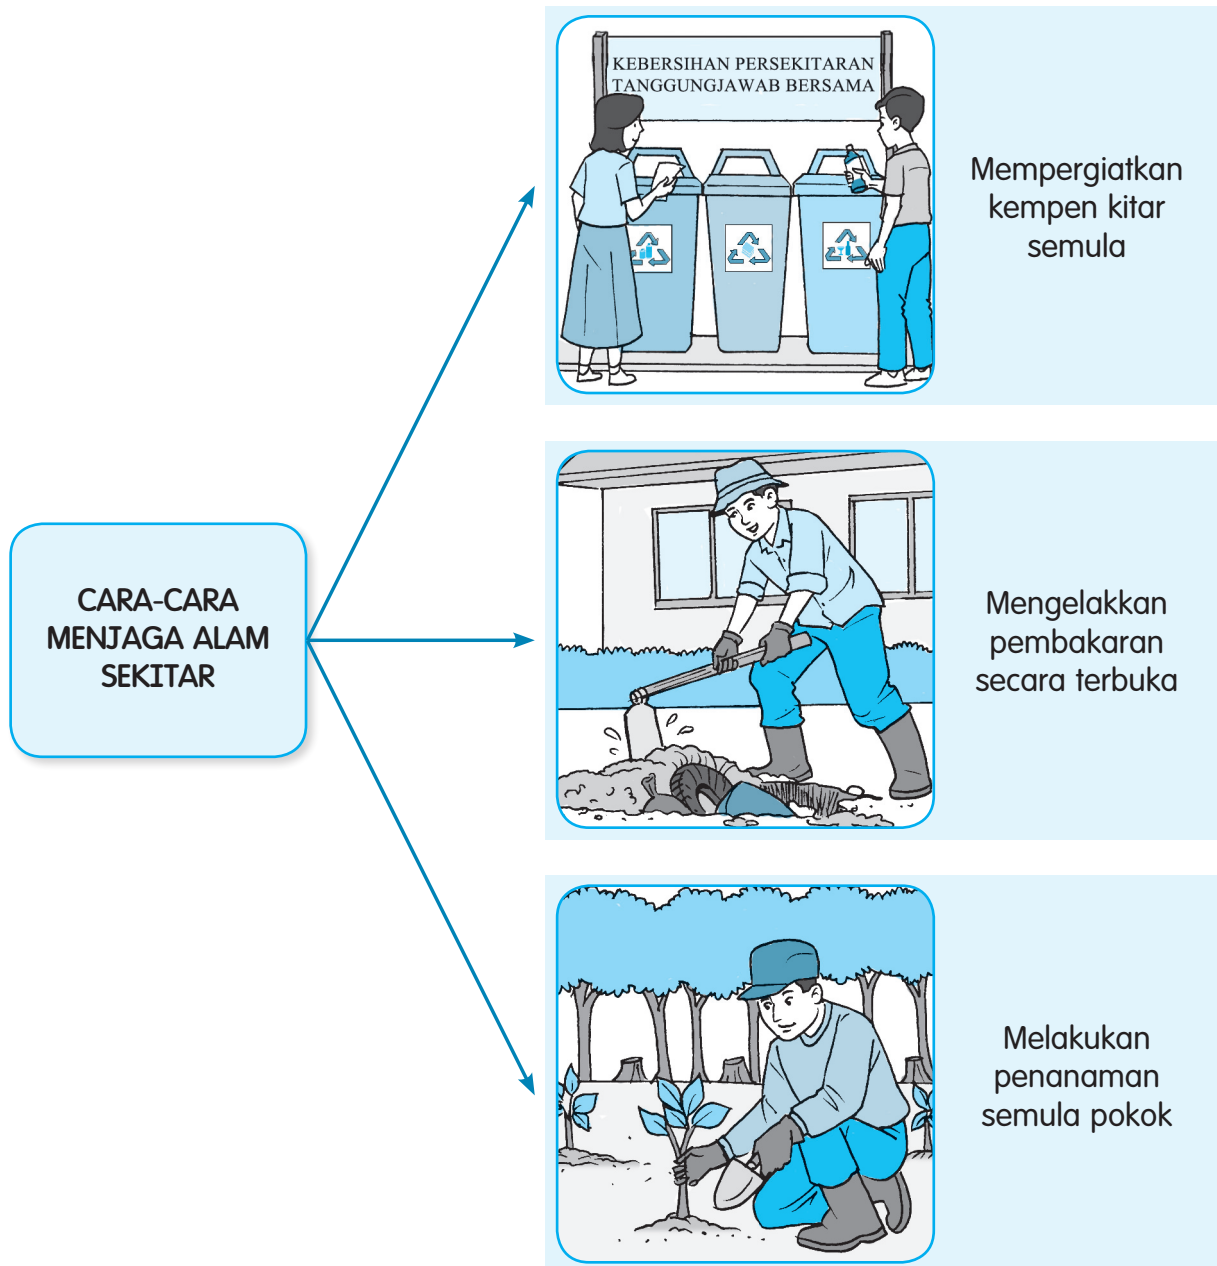 KEBERSIHAN PERSEKITARAN
TANGGUNGJAWAB BERSAMA
Mempergiatkan
kempen kitar
semula
CARA-CARA
MENJAGA ALAM
SEKITAR
Mengelakkan
pembakaran
secara terbuka
Melakukan
penanaman
semula pokok